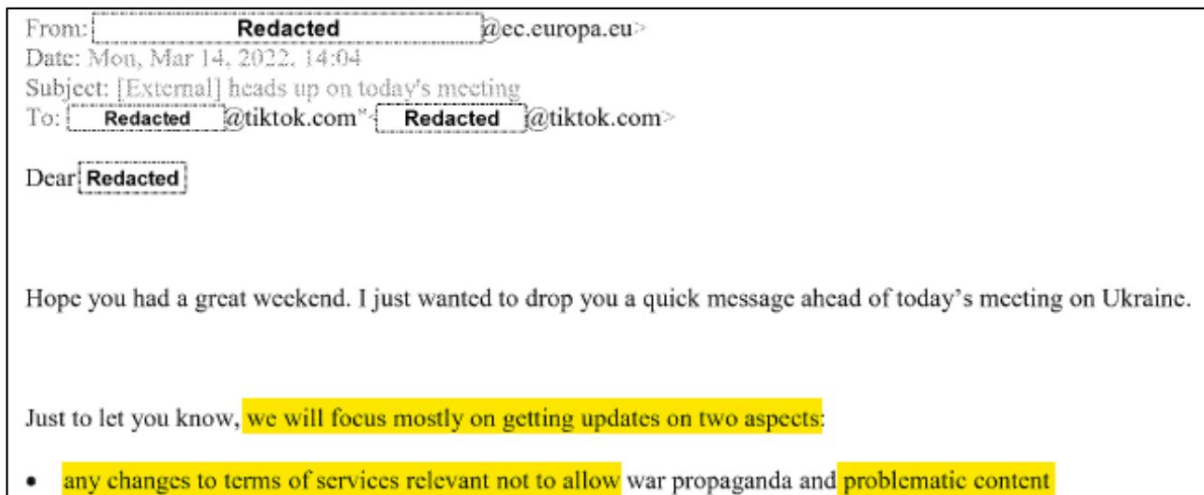 From: Redacted @ec.europa.eu>
Date: Mon, Mar 14, 2022, 14:04
Subject: [External] heads up on today's meeting
To: Redacted @tiktok.com"< Redacted @tiktok.com>
Dear Redacted
Hope you had a great weekend. I just wanted to drop you a quick message ahead of today’s meeting on Ukraine.
Just to let you know, we will focus mostly on getting updates on two aspects:
• any changes to terms of services relevant not to allow war propaganda and problematic content